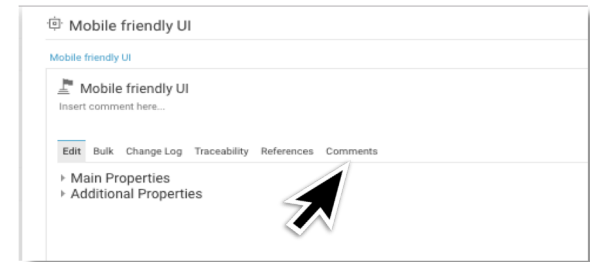 Mobile friendly UI
Mobile friendly UI
Mobile friendly UI
Insert comment here...
Edit Bulk Change Log Traceability References Comments
Main Properties
Additional Properties